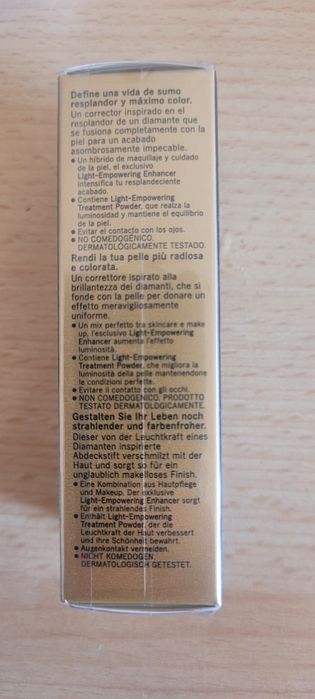 Define una vida de sumo
resplandor y máximo color.
Un corrector inspirado en el
resplandor de un diamante que
se fusiona completamente con la
piel para un acabado
asombrosamente impecable.
● Un híbrido de maquillaje y cuidado
de la piel, el exclusivo
Light-Empowering Enhancer
intensifica tu resplandeciente
acabado.
● Contiene Light-Empowering
Treatment Powder, que realza la
luminosidad y mantiene el equilibrio
de la piel.
● Evitar el contacto con los ojos.
● NO COMEDOGÉNICO.
DERMATOLÓGICAMENTE TESTADO.
Rendi la tua pelle più radiosa
e colorata.
Un correttore ispirato alla
brillantezza dei diamanti, che si
fonde con la pelle per donare un
effetto meravigliosamente
uniforme.
● Un mix perfetto tra skincare e make
up, l'esclusivo Light-Empowering
Enhancer aumenta l'effetto
luminosità.
● Contiene Light-Empowering
Treatment Powder, che migliora la
luminosità della pelle mantenendone
le condizioni perfette.
● Evitare il contatto con gli occhi.
● NON COMEDOGENICO. PRODOTTO
TESTATO DERMATOLOGICAMENTE.
Gestalten Sie Ihr Leben noch
strahlender und farbenfroher.
Dieser von der Leuchtkraft eines
Diamanten inspirierte
Abdeckstift verschmilzt mit der
Haut und sorgt so für ein
unglaublich makelloses Finish.
● Eine Kombination aus Hautpflege
und Makeup. Der exklusive
Light-Empowering Enhancer sorgt
für ein strahlendes Finish.
● Enthält Light-Empowering
Treatment Powder, der die
Leuchtkraft der Haut verbessert
und ihre Schönheit bewahrt.
● Augenkontakt vermeiden.
● NICHT KOMEDOGEN,
DERMATOLOGISCH GETESTET.